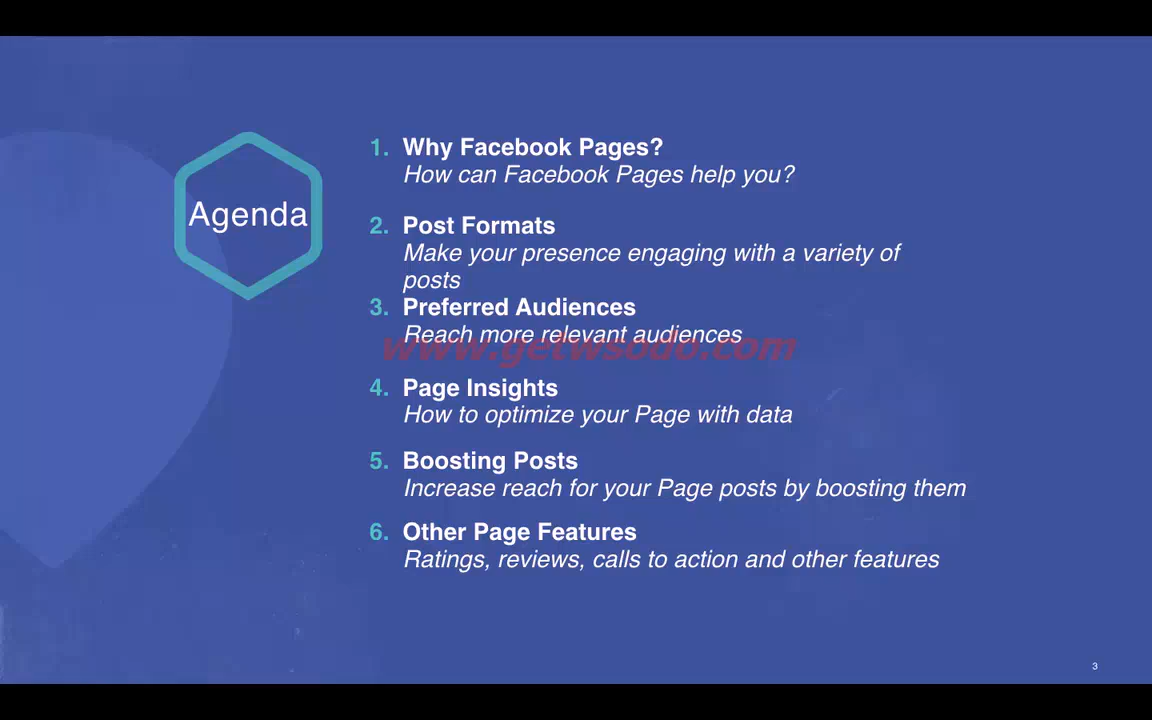 Agenda
1. Why Facebook Pages?
How can Facebook Pages help you?
2. Post Formats
Make your presence engaging with a variety of
posts
3. Preferred Audiences
Reach more relevant audiences
www.getwsodo.com
4. Page Insights
How to optimize your Page with data
5. Boosting Posts
Increase reach for your Page posts by boosting them
6. Other Page Features
Ratings, reviews, calls to action and other features
3